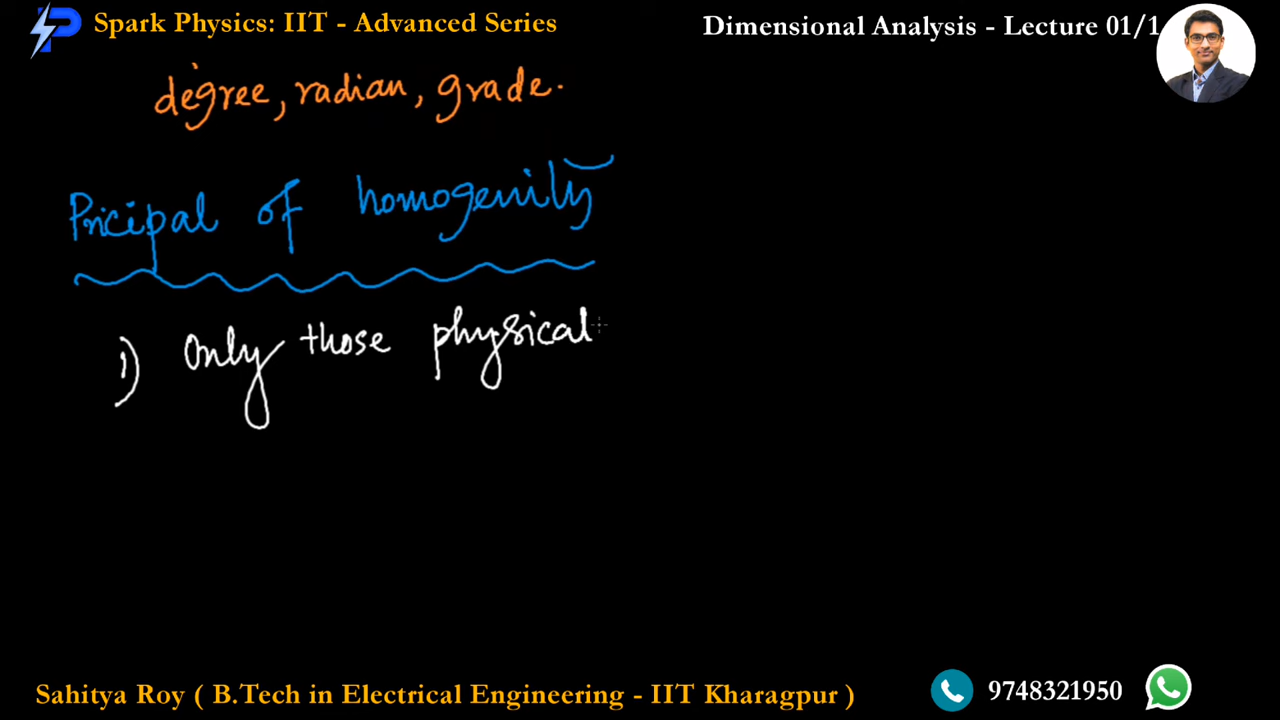 Spark Physics: IIT - Advanced Series
Dimensional Analysis - Lecture 01/1
degree, radian, grade.
Pricipal of homogenity
1) Only those physical
Sahitya Roy ( B.Tech in Electrical Engineering - IIT Kharagpur )
9748321950